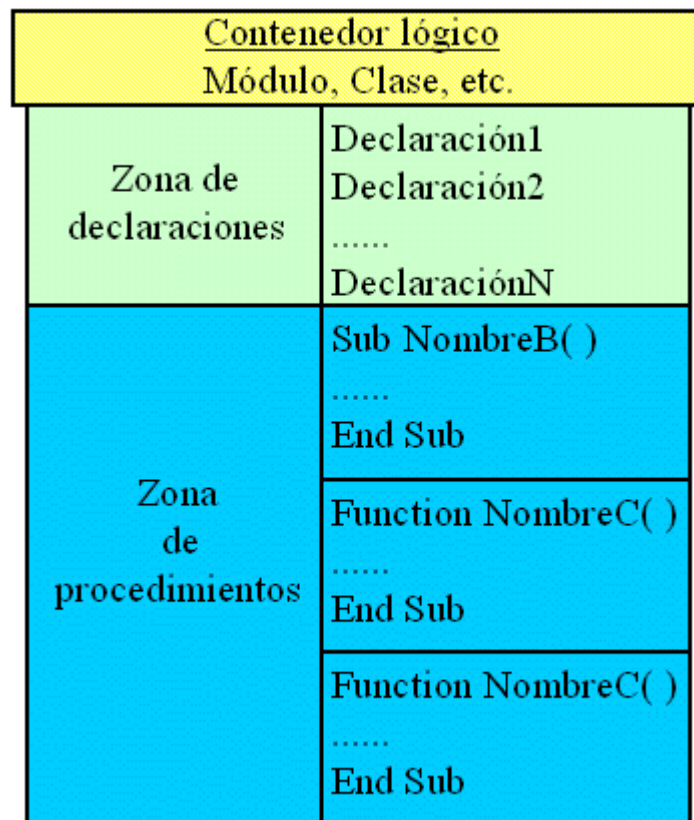 Contenedor lógico
Módulo, Clase, etc.
Zona de
declaraciones
Declaración1
Declaración2
......
DeclaraciónN
Zona
de
procedimientos
Sub NombreB( )
......
End Sub
Function NombreC( )
......
End Sub
Function NombreC( )
......
End Sub